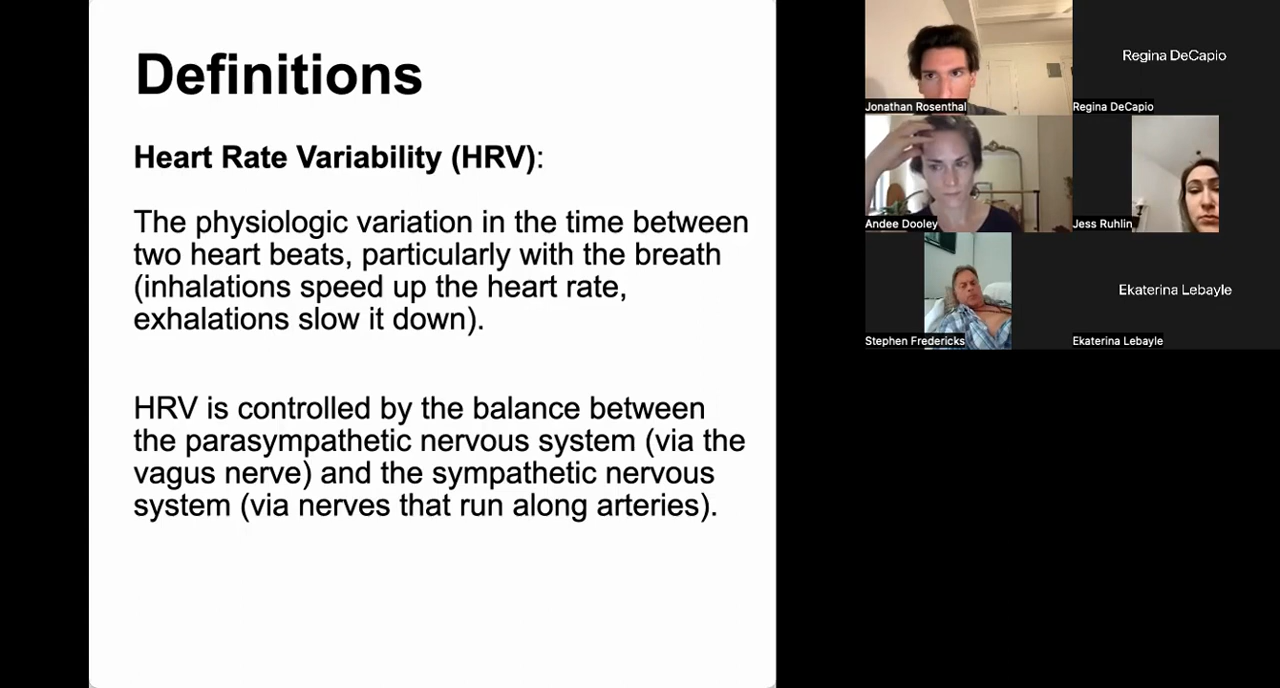 Definitions
Heart Rate Variability (HRV):
The physiologic variation in the time between
two heart beats, particularly with the breath
(inhalations speed up the heart rate,
exhalations slow it down).
HRV is controlled by the balance between
the parasympathetic nervous system (via the
vagus nerve) and the sympathetic nervous
system (via nerves that run along arteries).
Jonathan Rosenthal
Regina DeCapio
Regina DeCapio
Andee Dooley
Jess Ruhlin
Stephen Fredericks
Ekaterina Lebayle
Ekaterina Lebayle